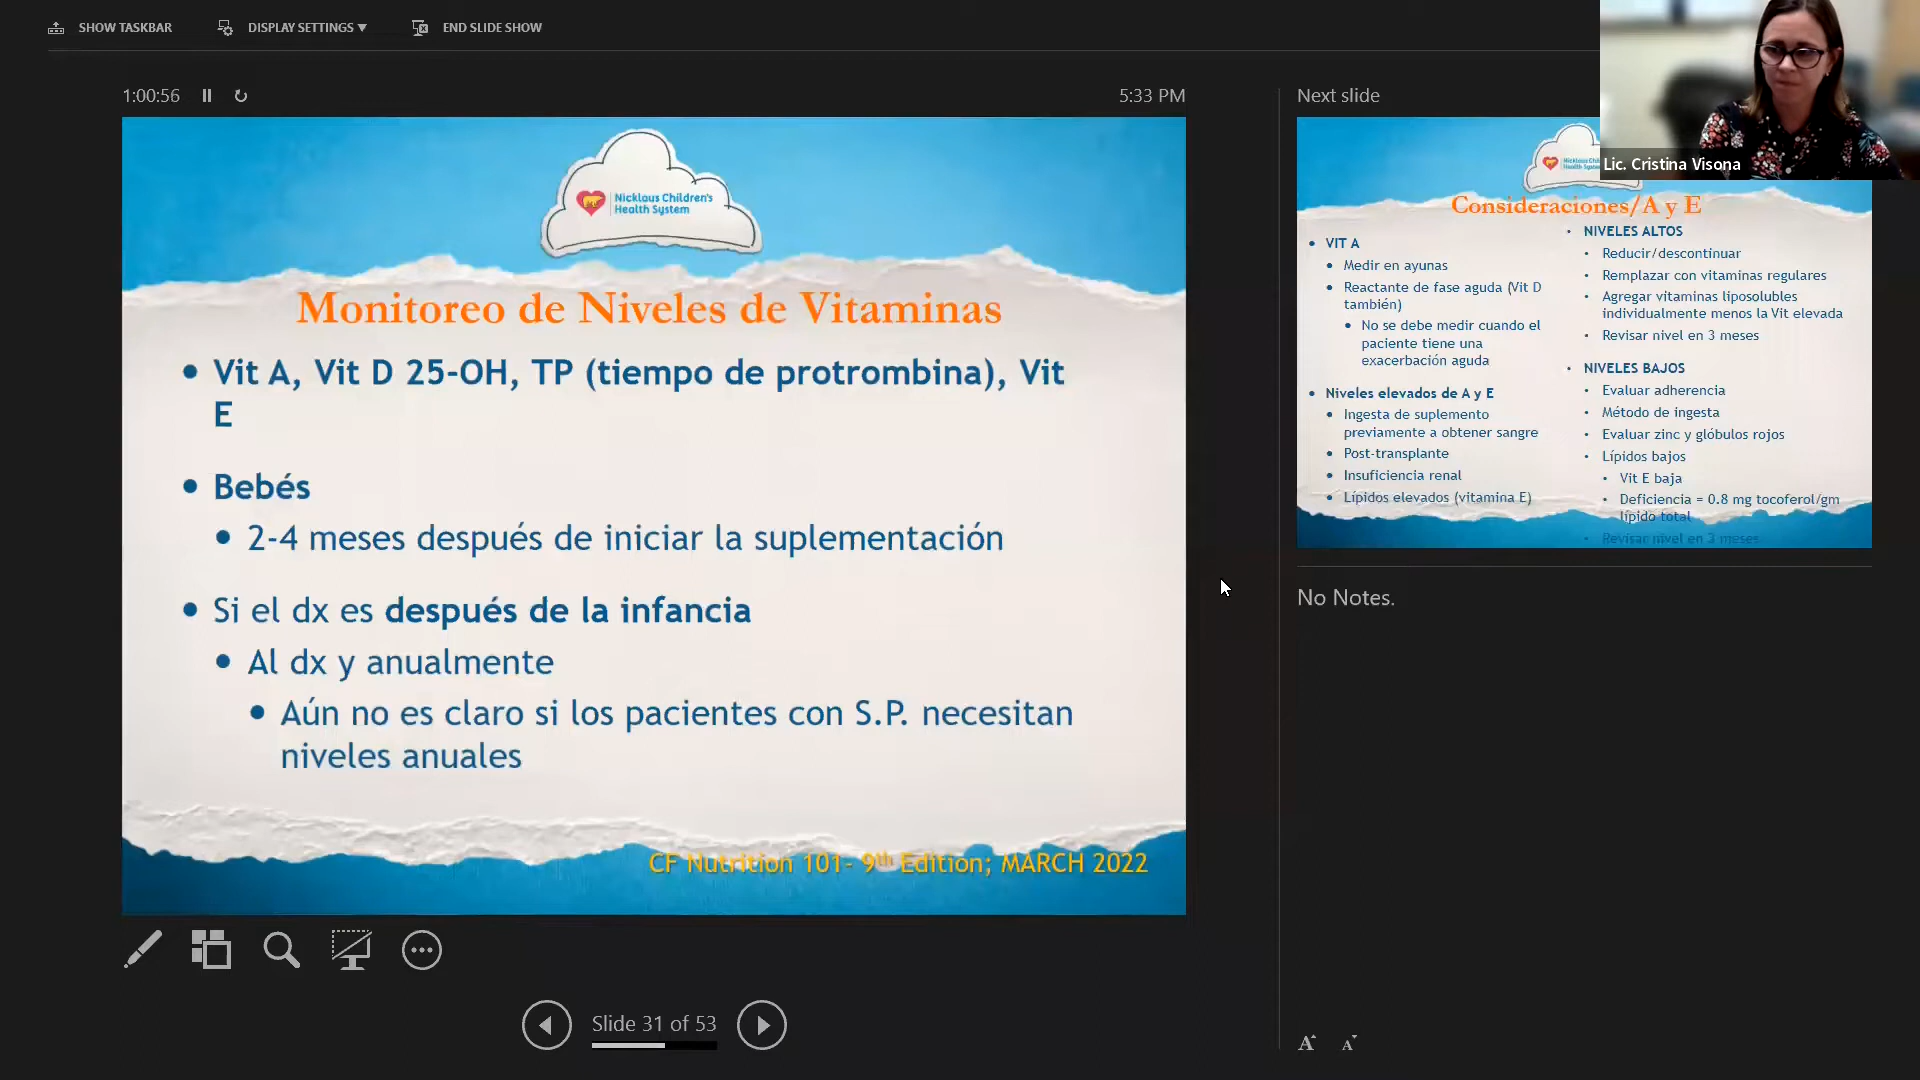 SHOW TASKBAR
DISPLAY SETTINGS
END SLIDE SHOW
1:00:56
5:33 PM
Nicklaus Children's
Health System
Monitoreo de Niveles de Vitaminas
• Vit A, Vit D 25-OH, TP (tiempo de protrombina), Vit
E
• Bebés
• 2-4 meses después de iniciar la suplementación
• Si el dx es después de la infancia
• Al dx y anualmente
• Aún no es claro si los pacientes con S.P. necesitan
niveles anuales
CF Nutrition 101- 9th Edition; MARCH 2022
Slide 31 of 53
Next slide
Lic. Cristina Visona
Consideraciones/A y E
• VIT A
• Medir en ayunas
• Reactante de fase aguda (Vit D
también)
• No se debe medir cuando el
paciente tiene una
exacerbación aguda
• Niveles elevados de A y E
• Ingesta de suplemento
previamente a obtener sangre
• Post-transplante
• Insuficiencia renal
• Lípidos elevados (vitamina E)
• NIVELES ALTOS
• Reducir/descontinuar
• Remplazar con vitaminas regulares
• Agregar vitaminas liposolubles
individualmente menos la Vit elevada
• Revisar nivel en 3 meses
• NIVELES BAJOS
• Evaluar adherencia
• Método de ingesta
• Evaluar zinc y glóbulos rojos
• Lípidos bajos
• Vit E baja
• Deficiencia = 0.8 mg tocoferol/gm
lípido total
• Revisar nivel en 3 meses
No Notes.
A A